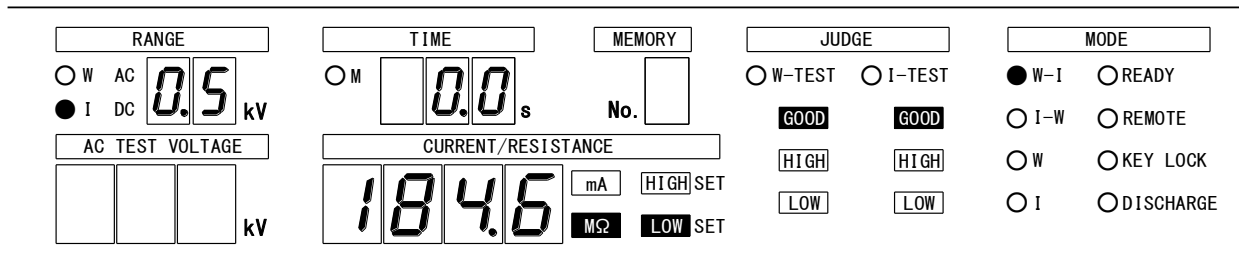 RANGE TIME MEMORY JUDGE MODE
W AC 0.5 kV M 0.0 s No. W-TEST I-TEST W-I READY
I DC GOOD GOOD I-W REMOTE
AC TEST VOLTAGE CURRENT/RESISTANCE HIGH HIGH W KEY LOCK
kV 184.6 mA HIGH SET LOW LOW I DISCHARGE
MΩ LOW SET